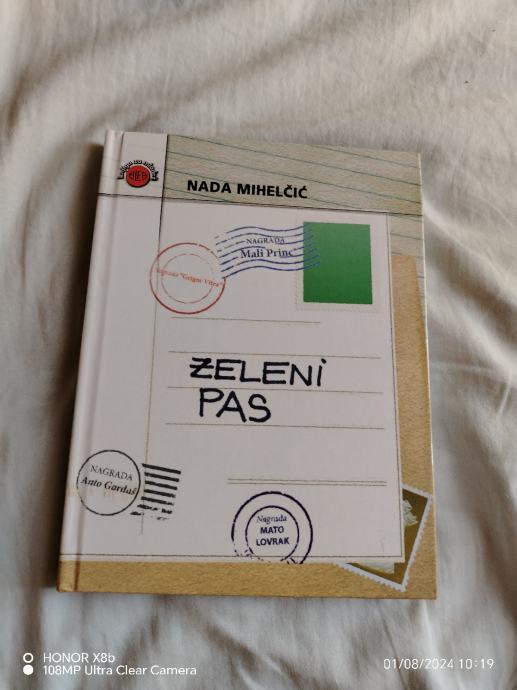 NADA MIHELČIĆ
NAGRADA
Mali Princ
Nagrada "Grigor Vitez"
ZELENI
PAS
NAGRADA
Anto Gardaš
Nagrada
MATO
LOVRAK
HONOR X8b
108MP Ultra Clear Camera
01/08/2024 10:19